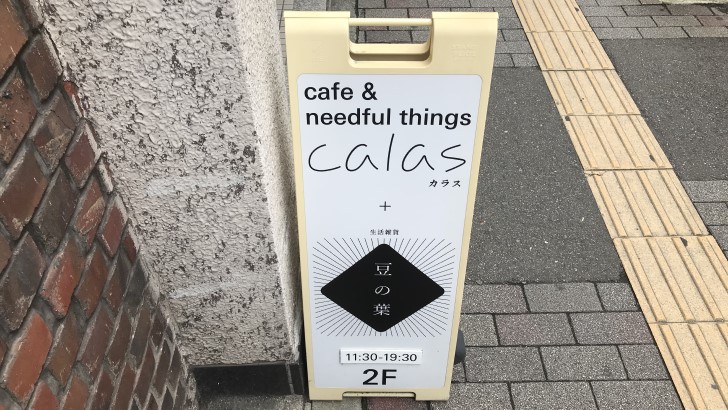 cafe &
needful things
calas
カラス
+
生活雑貨
豆の葉
11:30-19:30
2F